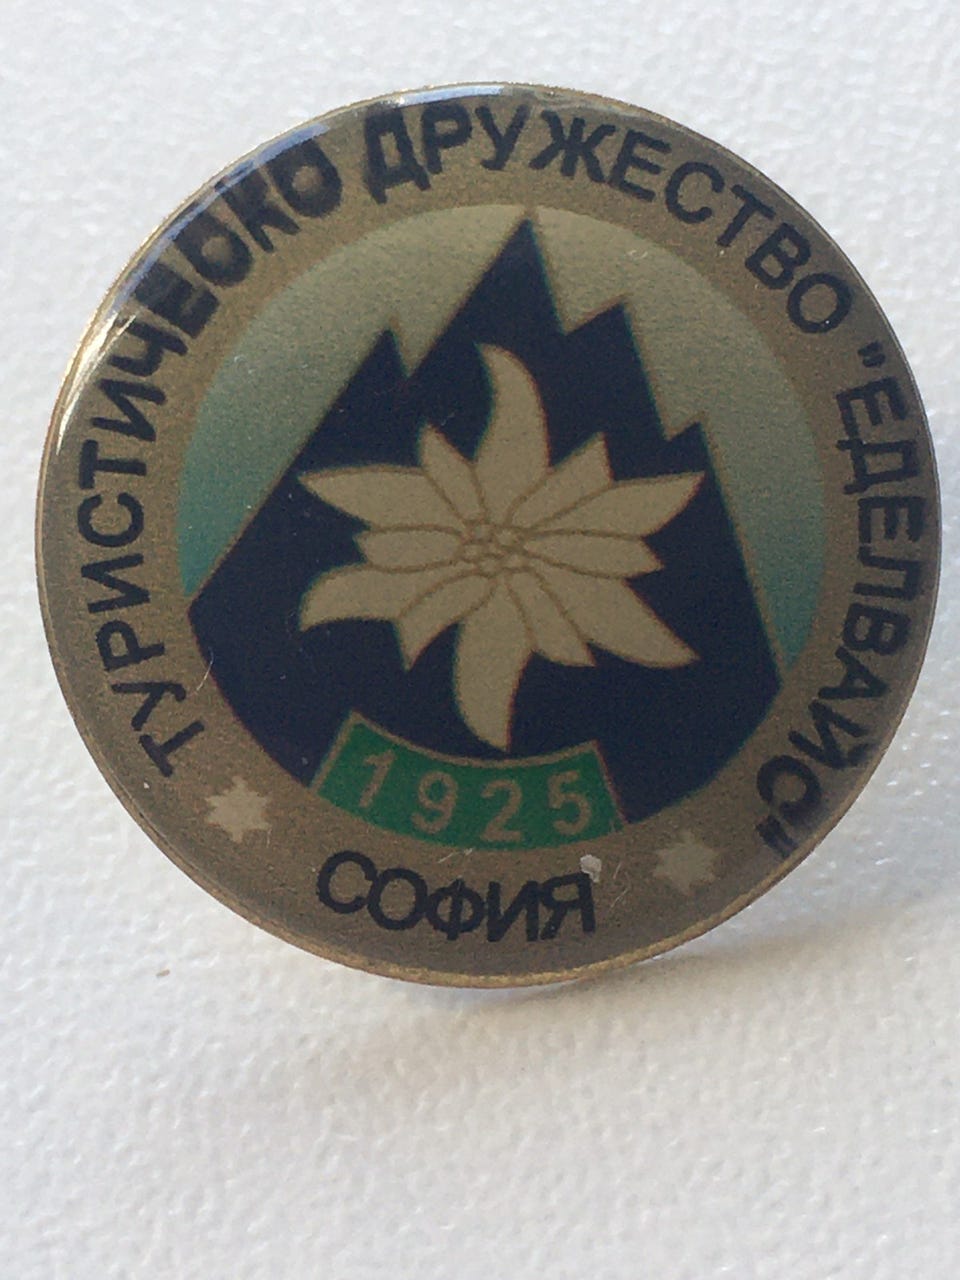 ТУРИСТИЧЕСКО ДРУЖЕСТВО "ЕДЕЛВАЙС"
1925
СОФИЯ